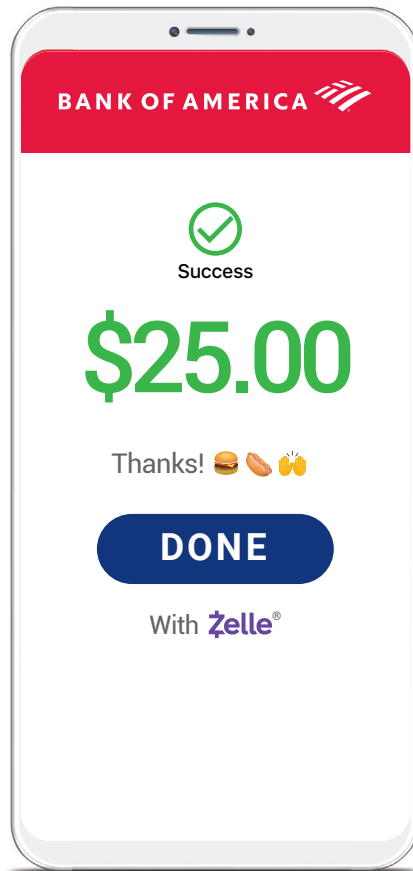 BANK OF AMERICA
Success
$25.00
Thanks! 🍔 🌭 🙌
DONE
With Zelle®